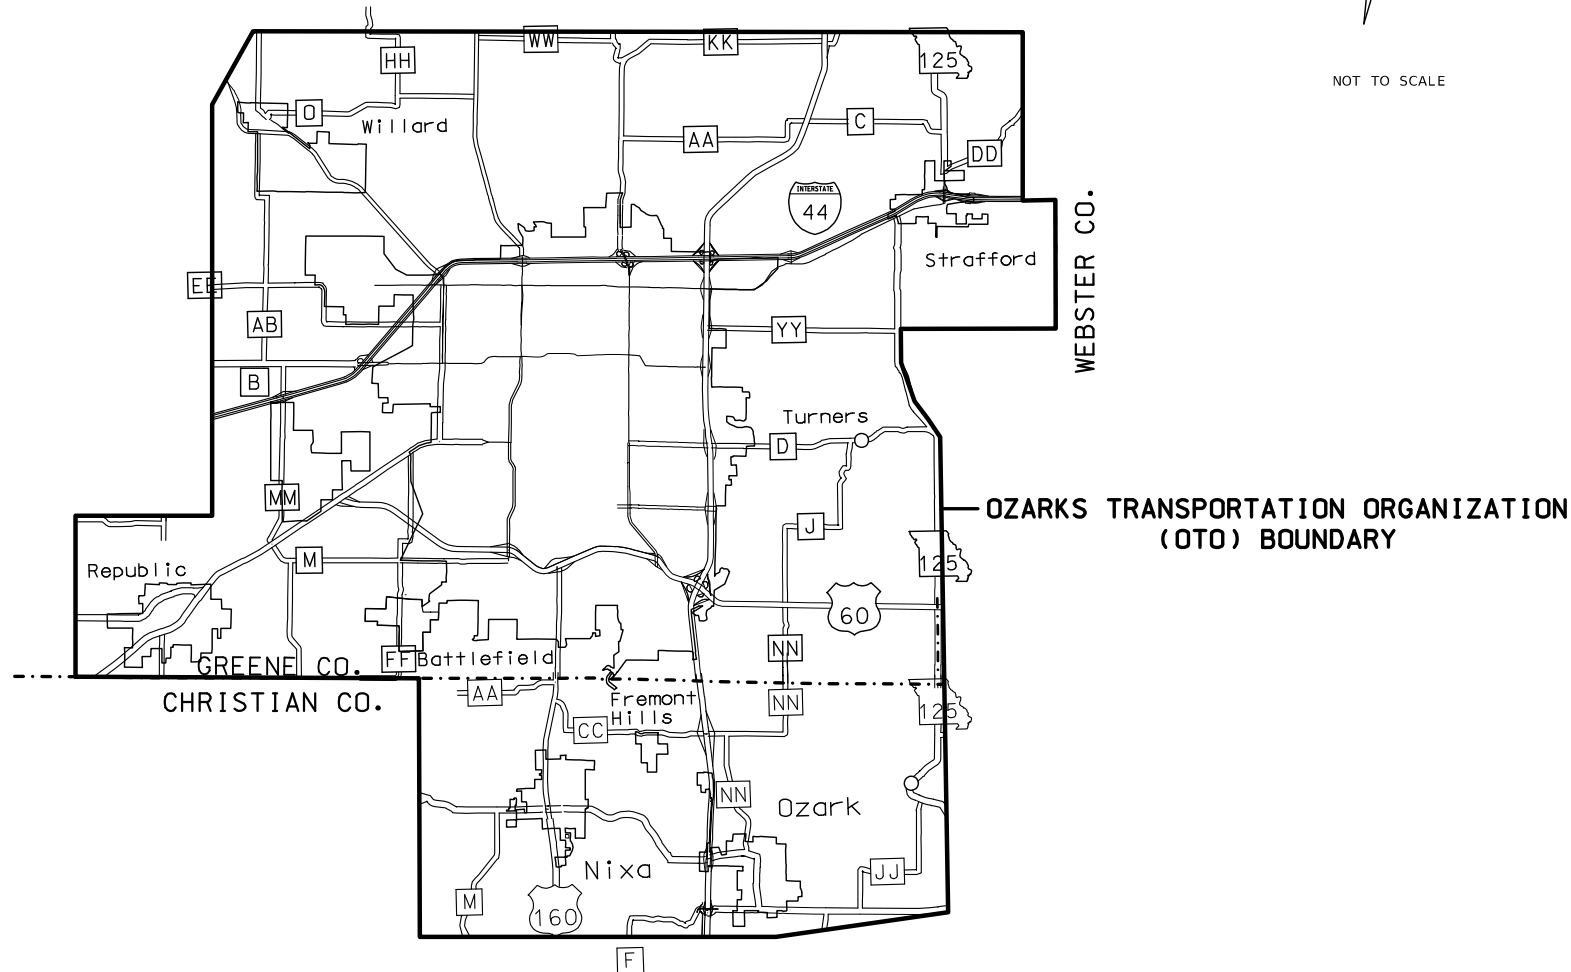 WW
KK
HH
125
NOT TO SCALE
O
Willard
C
AA
DD
INTERSTATE
44
WEBSTER CO.
Strafford
EE
AB
YY
B
Turners
D
MM
OZARKS TRANSPORTATION ORGANIZATION
(OTO) BOUNDARY
J
M
125
Republic
60
NN
FF
Battlefield
GREENE CO.
CHRISTIAN CO.
AA
Fremont
Hills
NN
125
CC
NN
Ozark
Nixa
JJ
M
160
F